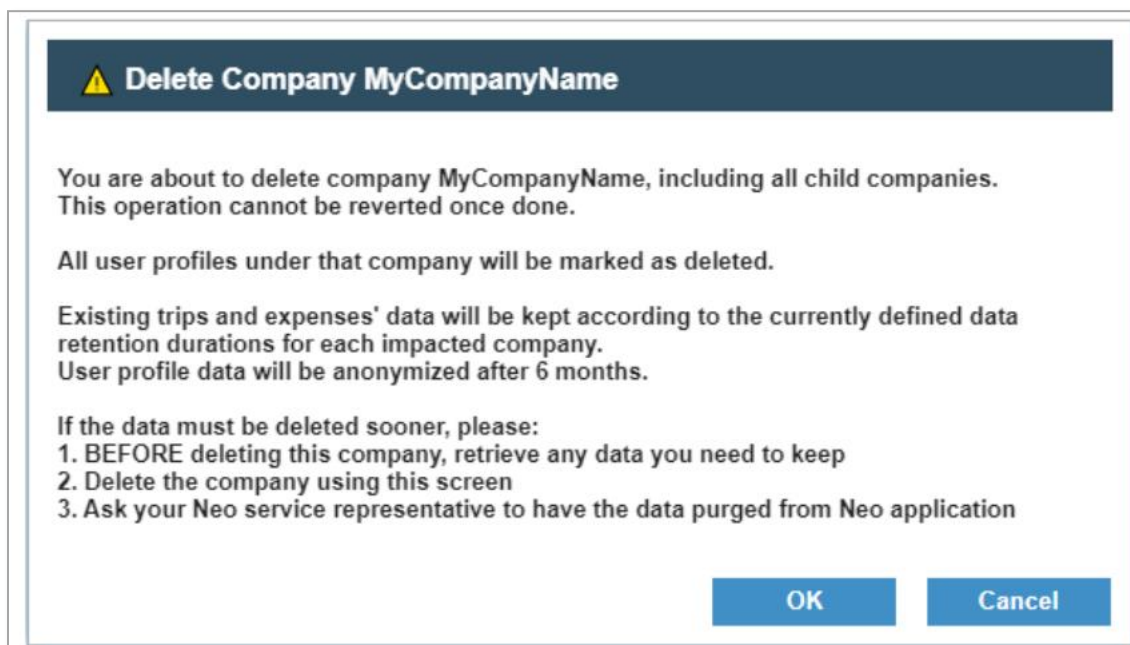 Delete Company MyCompanyName
You are about to delete company MyCompanyName, including all child companies.
This operation cannot be reverted once done.
All user profiles under that company will be marked as deleted.
Existing trips and expenses' data will be kept according to the currently defined data
retention durations for each impacted company.
User profile data will be anonymized after 6 months.
If the data must be deleted sooner, please:
1. BEFORE deleting this company, retrieve any data you need to keep
2. Delete the company using this screen
3. Ask your Neo service representative to have the data purged from Neo application
OK Cancel